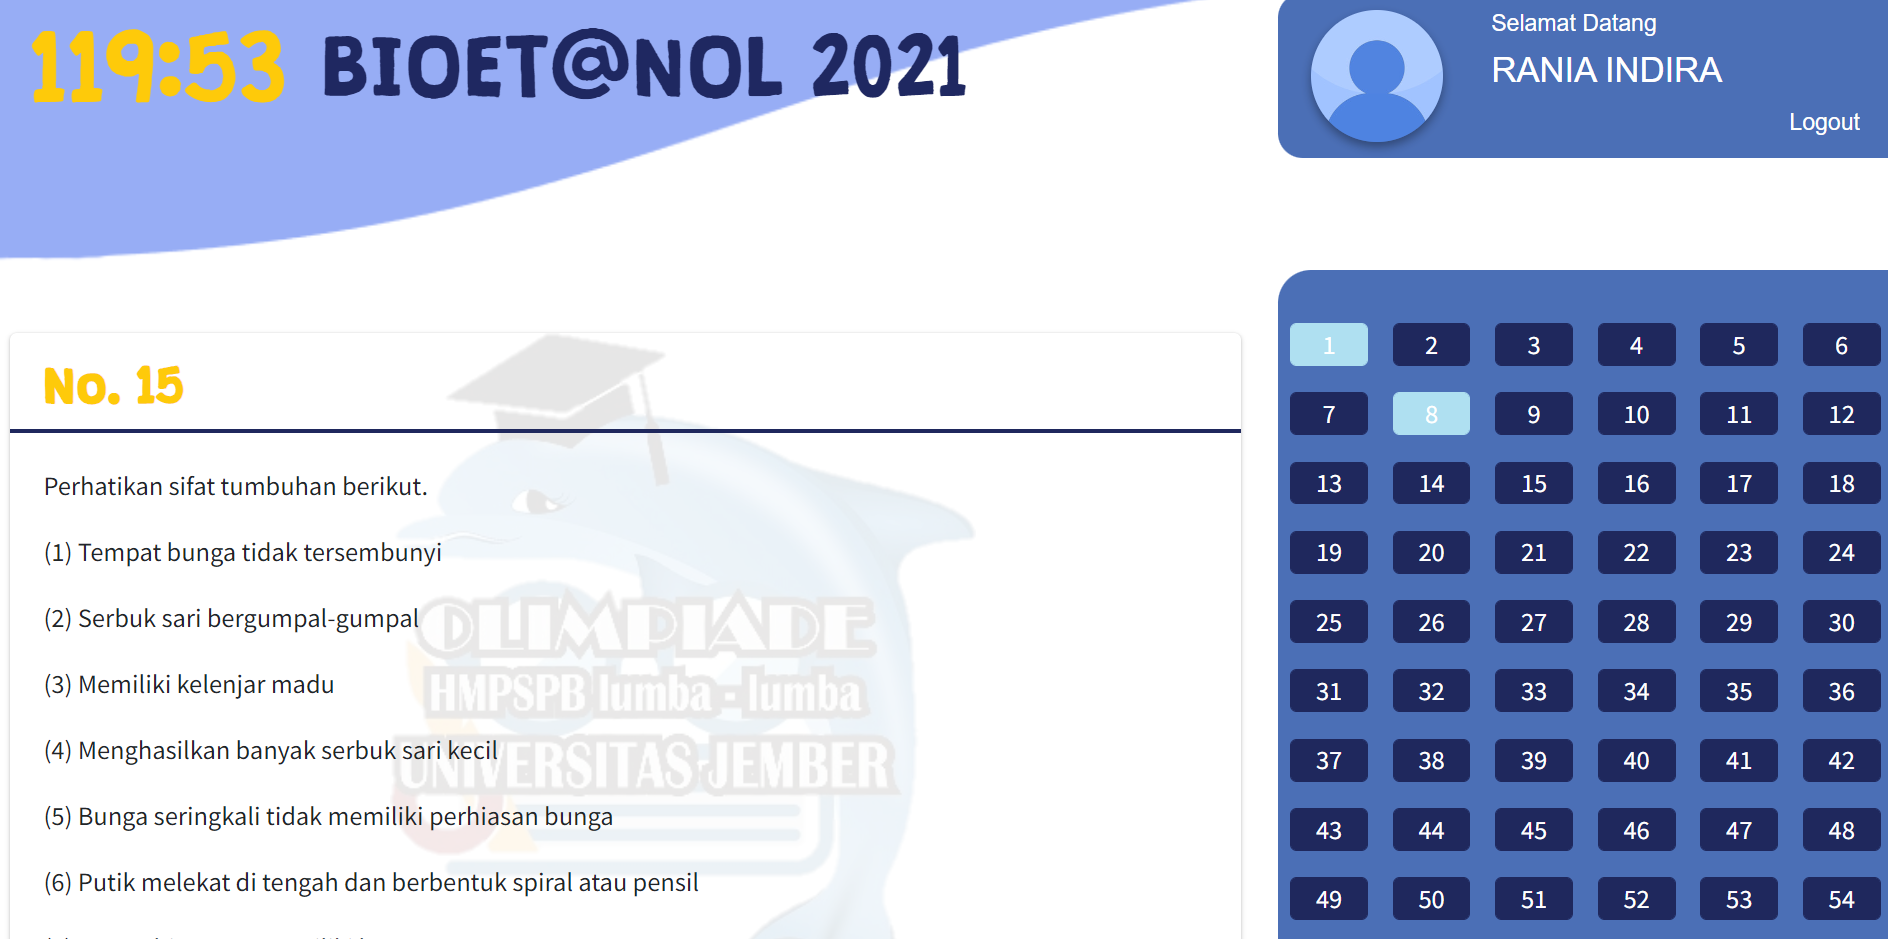 119:53 BIOET@NOL 2021
Selamat Datang
RANIA INDIRA
Logout
No. 15
Perhatikan sifat tumbuhan berikut.
(1) Tempat bunga tidak tersembunyi
(2) Serbuk sari bergumpal-gumpal
(3) Memiliki kelenjar madu
(4) Menghasilkan banyak serbuk sari kecil
(5) Bunga seringkali tidak memiliki perhiasan bunga
(6) Putik melekat di tengah dan berbentuk spiral atau pensil
OLIMPIADE
HMPSPB lumba - lumba
UNIVERSITAS JEMBER
1 2 3 4 5 6
7 8 9 10 11 12
13 14 15 16 17 18
19 20 21 22 23 24
25 26 27 28 29 30
31 32 33 34 35 36
37 38 39 40 41 42
43 44 45 46 47 48
49 50 51 52 53 54